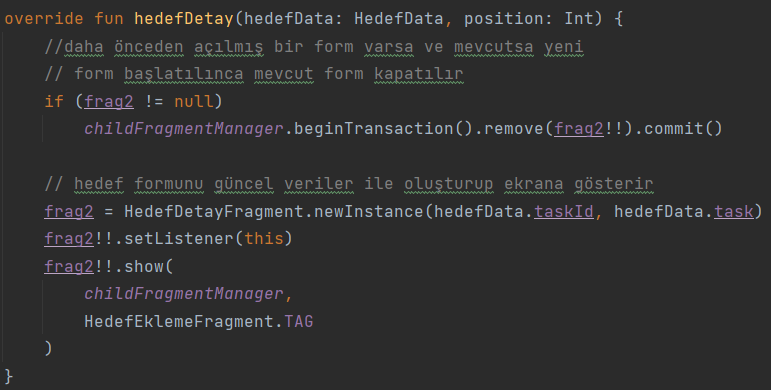 override fun hedefDetay(hedefData: HedefData, position: Int) {
//daha önceden açılmış bir form varsa ve mevcutsa yeni
// form başlatılınca mevcut form kapatılır
if (frag2 != null)
childFragmentManager.beginTransaction().remove(frag2!!).commit()
// hedef formunu güncel veriler ile oluşturup ekrana gösterir
frag2 = HedefDetayFragment.newInstance(hedefData.taskId, hedefData.task)
frag2!!.setListener(this)
frag2!!.show(
childFragmentManager,
HedefEklemeFragment.TAG
)
}